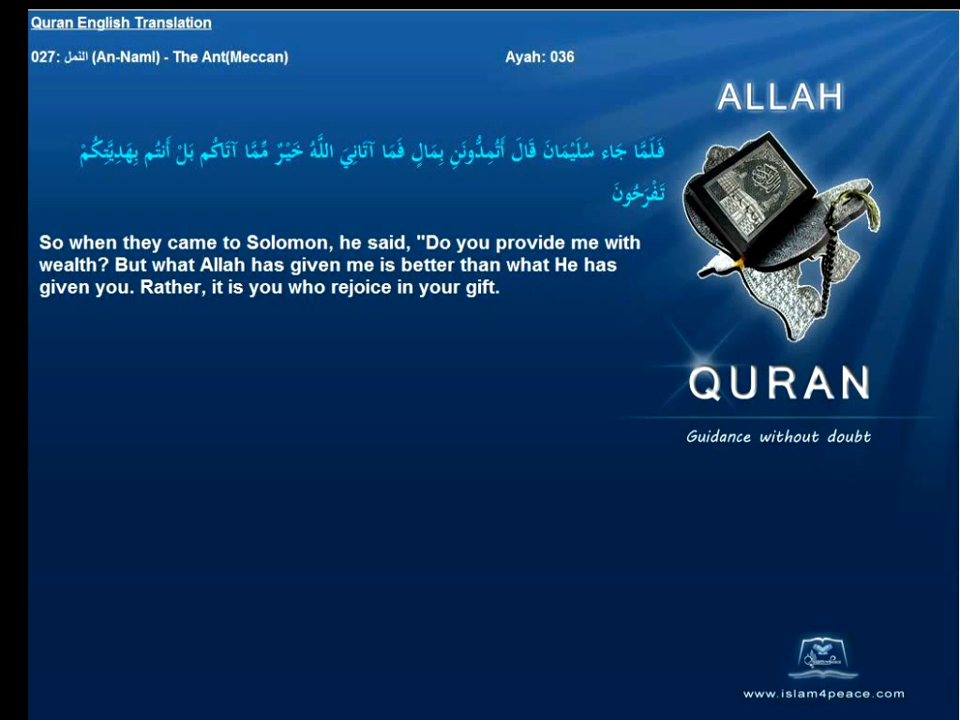 Quran English Translation
027: النمل (An-Naml) - The Ant(Meccan)
Ayah: 036
ALLAH
فَلَمَّا جَاء سُلَيْمَانَ قَالَ أَتُمِدُّونَنِ بِمَالٍ فَمَا آتَانِيَ اللَّهُ خَيْرٌ مِّمَّا آتَاكُم بَلْ أَنتُم بِهَدِيَّتِكُمْ
تَفْرَحُونَ
So when they came to Solomon, he said, "Do you provide me with
wealth? But what Allah has given me is better than what He has
given you. Rather, it is you who rejoice in your gift.
QURAN
Guidance without doubt
www.islam4peace.com